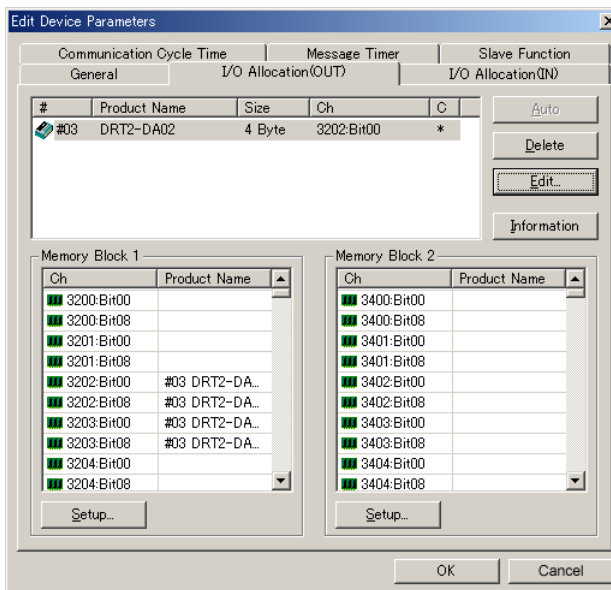 Edit Device Parameters
Communication Cycle Time Message Timer Slave Function
General I/O Allocation(OUT) I/O Allocation(IN)
# Product Name Size Ch C
#03 DRT2-DA02 4 Byte 3202:Bit00 *
Auto
Delete
Edit...
Information
Memory Block 1
Ch Product Name
3200:Bit00
3200:Bit08
3201:Bit00
3201:Bit08
3202:Bit00 #03 DRT2-DA...
3202:Bit08 #03 DRT2-DA...
3203:Bit00 #03 DRT2-DA...
3203:Bit08 #03 DRT2-DA...
3204:Bit00
3204:Bit08
Setup...
Memory Block 2
Ch Product Name
3400:Bit00
3400:Bit08
3401:Bit00
3401:Bit08
3402:Bit00
3402:Bit08
3403:Bit00
3403:Bit08
3404:Bit00
3404:Bit08
Setup...
OK Cancel